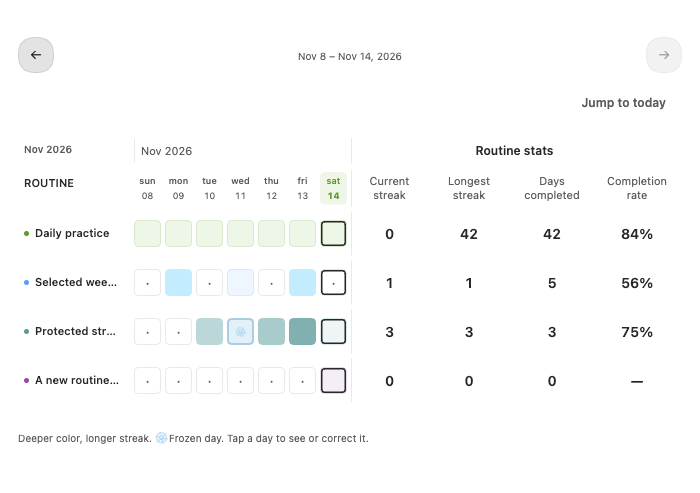 ←
Nov 8 – Nov 14, 2026
→
Jump to today
Nov 2026
Nov 2026
Routine stats
ROUTINE
sun mon tue wed thu fri sat
08 09 10 11 12 13 14
Current streak
Longest streak
Days completed
Completion rate
Daily practice 0 42 42 84%
Selected wee... 1 1 5 56%
Protected str... 3 3 3 75%
A new routine... 0 0 0 —
Deeper color, longer streak. Frozen day. Tap a day to see or correct it.